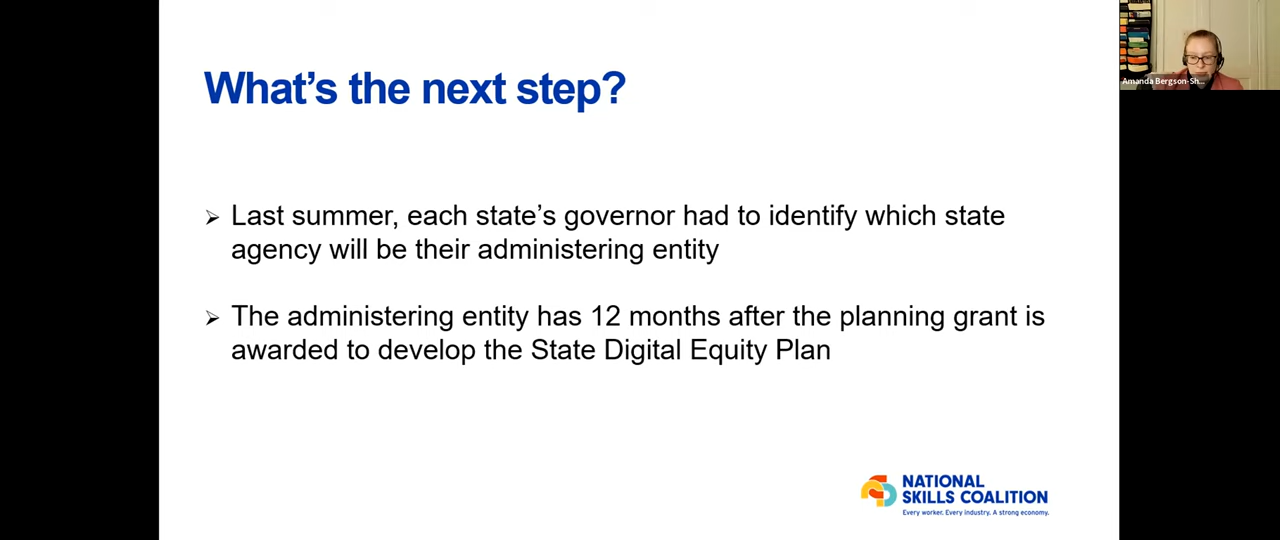 What's the next step?
Amanda Bergson-Sh...
➢ Last summer, each state's governor had to identify which state
agency will be their administering entity
➢ The administering entity has 12 months after the planning grant is
awarded to develop the State Digital Equity Plan
NATIONAL
SKILLS COALITION
Every worker. Every industry. A strong economy.